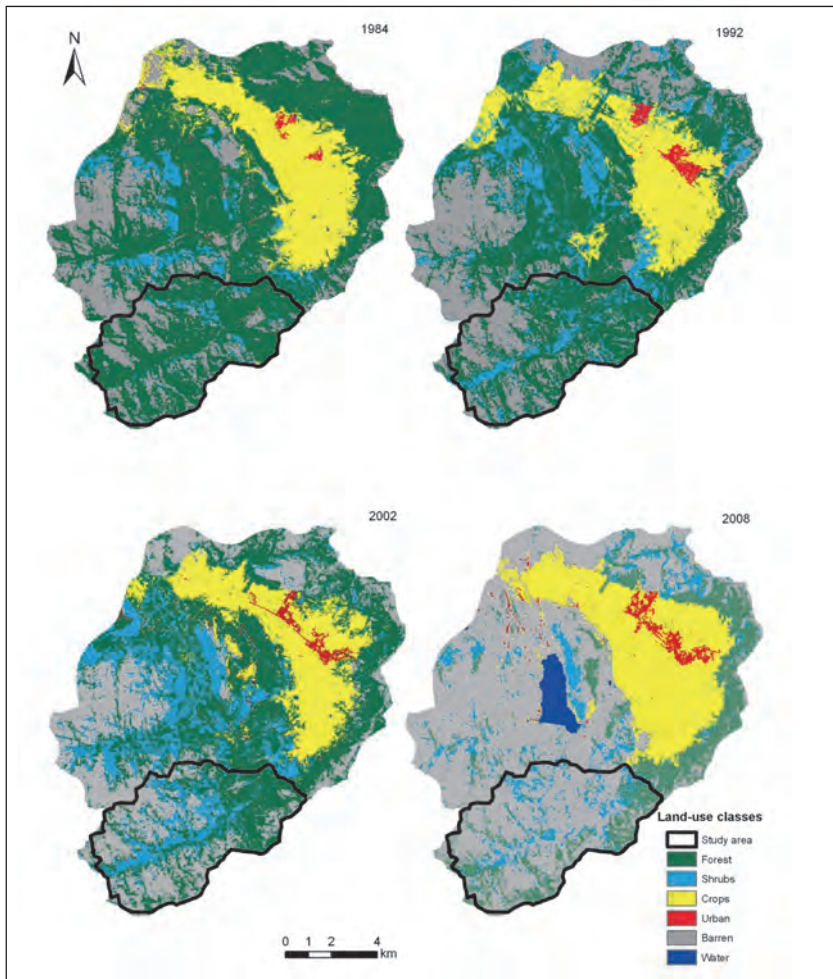 1984
1992
N
2002
2008
Land-use classes
Study area
Forest
Shrubs
Crops
Urban
Barren
Water
0 1 2 4
km